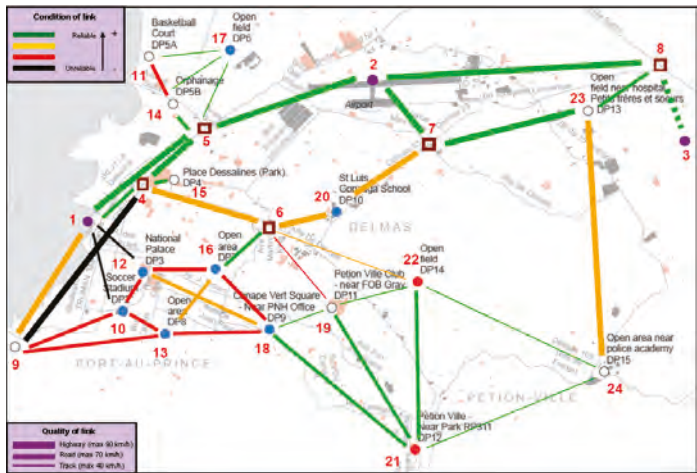 Condition of link
Reliable
+
Unreliable
-
Basketball
Court
DP5A
11
17
Open
field
DP6
Orphanage
DP5B
14
5
2
Airport
8
Open
field near hospital
Petits frères et soeurs
DP13
23
3
7
Place Dessalines (Park)
DP4
15
4
St Luis
Gonzaga School
DP10
20
DELMAS
1
6
National
Palace
DP3
12
16
Open
area
Soccer
Stadium
10
Open
area
DP8
13
Canape Vert Square
- Near PNH Office
DP9
18
Petion Ville Club
- near FOB Gray
DP11
19
22
Open
field
DP14
9
PORT-AU-PRINCE
Open area near
police academy
DP15
24
PETION-VILLE
Petion Ville -
Near Park RP311
DP12
21
Quality of link
Highway (max 90 km/h)
Road (max 70 km/h)
Track (max 40 km/h)